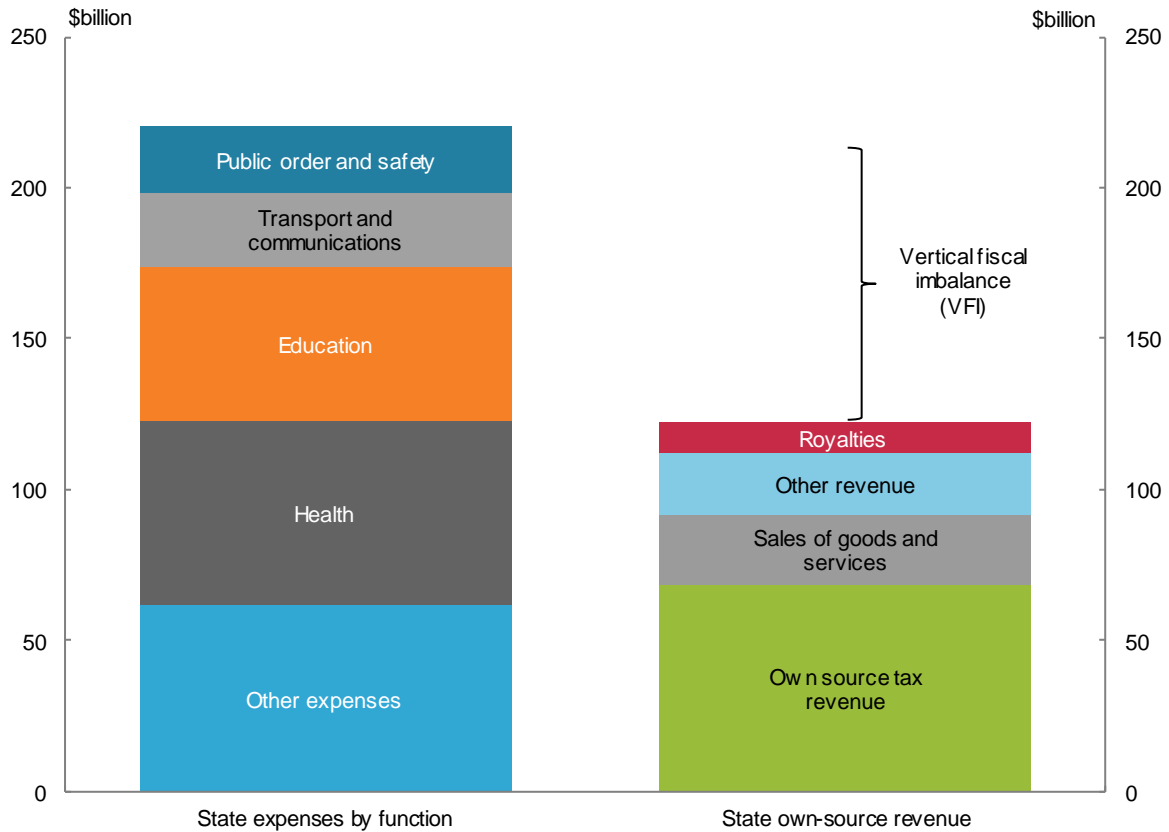 $billion
$billion
250
250
200
200
150
150
100
100
50
50
0
0
Public order and safety
Transport and
communications
Education
Health
Other expenses
Vertical fiscal
imbalance
(VFI)
Royalties
Other revenue
Sales of goods and
services
Own source tax
revenue
State expenses by function
State own-source revenue